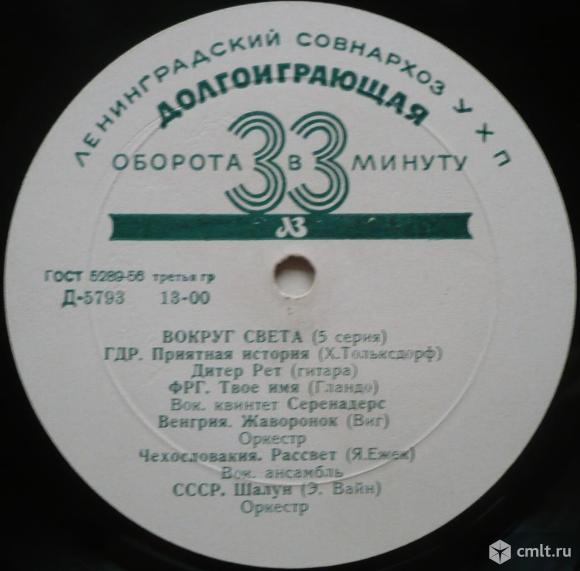 ЛЕНИНГРАДСКИЙ СОВНАРХОЗ УХП
ДОЛГОИГРАЮЩАЯ
ОБОРОТА 33 В МИНУТУ
ЛЗ
ГОСТ 5289-56 третья гр
Д-5793 13-00
ВОКРУГ СВЕТА (5 серия)
ГДР. Приятная история (Х.Тольксдорф)
Дитер Рет (гитара)
ФРГ. Твое имя (Гландо)
Вок. квинтет Серенадерс
Венгрия. Жаворонок (Виг)
Оркестр
Чехословакия. Рассвет (Я.Ежек)
Вок. ансамбль
СССР. Шалун (Э. Вайн)
Оркестр
cmlt.ru